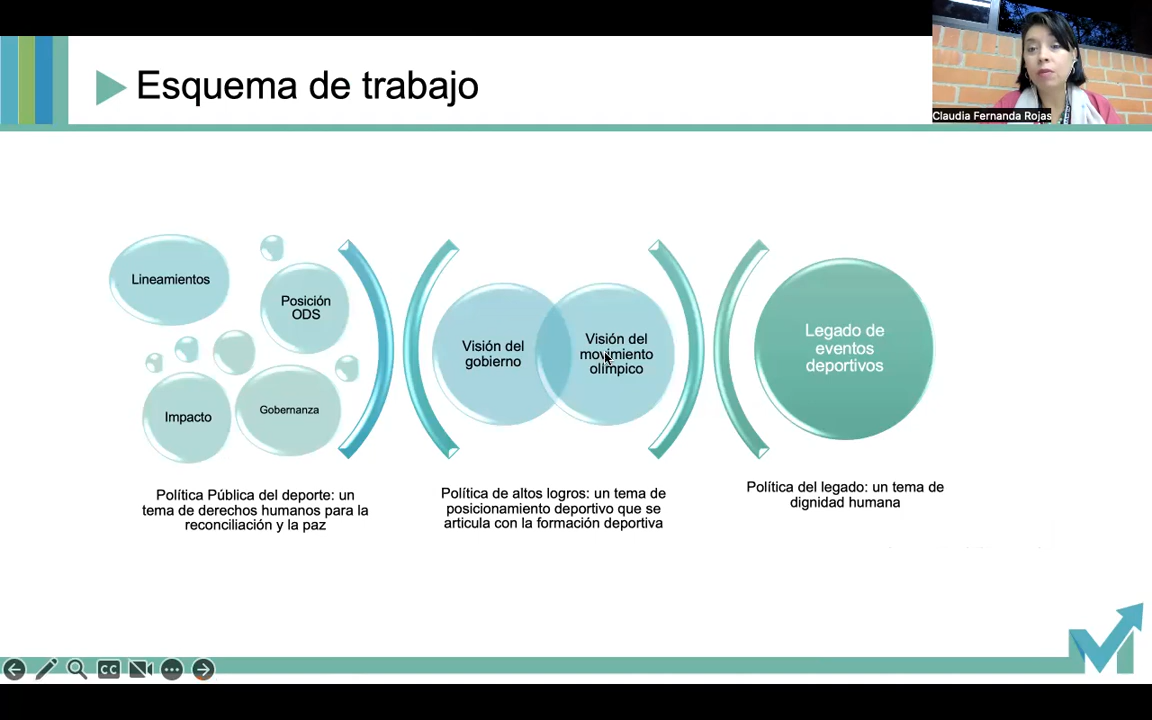 Esquema de trabajo
Claudia Fernanda Rojas
Lineamientos
Posición
ODS
Impacto
Gobernanza
Visión del
gobierno
Visión del
movimiento
olímpico
Legado de
eventos
deportivos
Política Pública del deporte: un
tema de derechos humanos para la
reconciliación y la paz
Política de altos logros: un tema de
posicionamiento deportivo que se
articula con la formación deportiva
Política del legado: un tema de
dignidad humana
CC